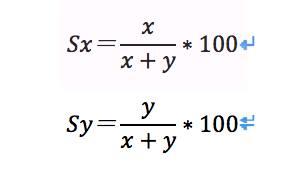 Sx = x / (x + y) * 100↵
Sy = y / (x + y) * 100↵